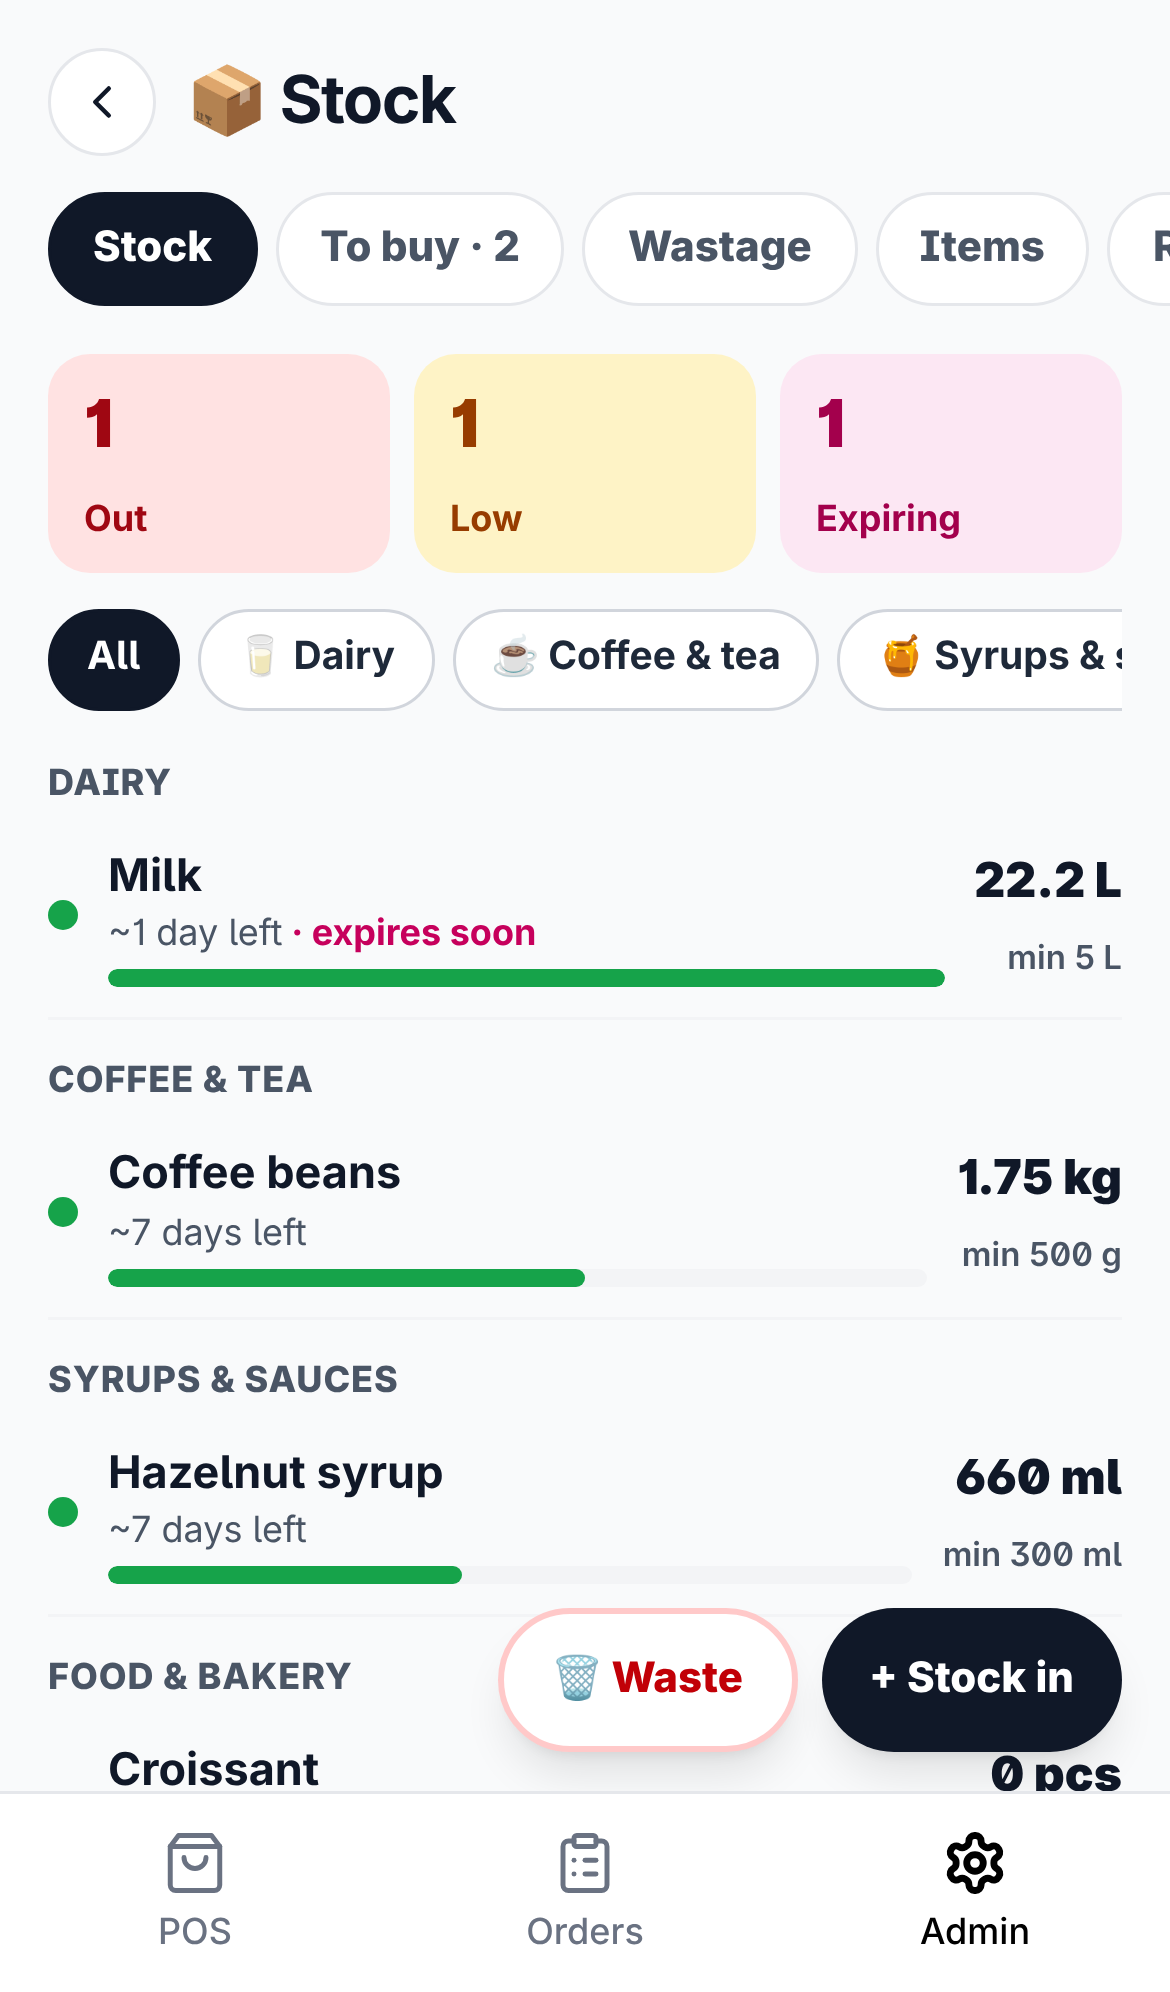 Stock
Stock
To buy · 2
Wastage
Items
R
1
Out
1
Low
1
Expiring
All
Dairy
Coffee & tea
Syrups & s
DAIRY
Milk
22.2 L
~1 day left · expires soon
min 5 L
COFFEE & TEA
Coffee beans
1.75 kg
~7 days left
min 500 g
SYRUPS & SAUCES
Hazelnut syrup
660 ml
~7 days left
min 300 ml
FOOD & BAKERY
Waste
+ Stock in
Croissant
0 pcs
POS
Orders
Admin